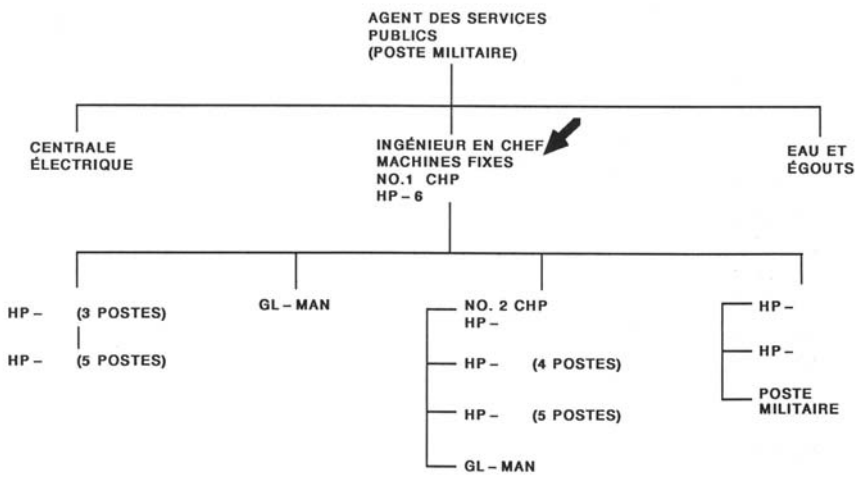 AGENT DES SERVICES
PUBLICS
(POSTE MILITAIRE)
CENTRALE
ÉLECTRIQUE
INGÉNIEUR EN CHEF
MACHINES FIXES
NO.1 CHP
HP – 6
EAU ET
ÉGOUTS
HP – (3 POSTES)
HP – (5 POSTES)
GL – MAN
NO. 2 CHP
HP –
HP – (4 POSTES)
HP – (5 POSTES)
GL – MAN
HP –
HP –
POSTE
MILITAIRE